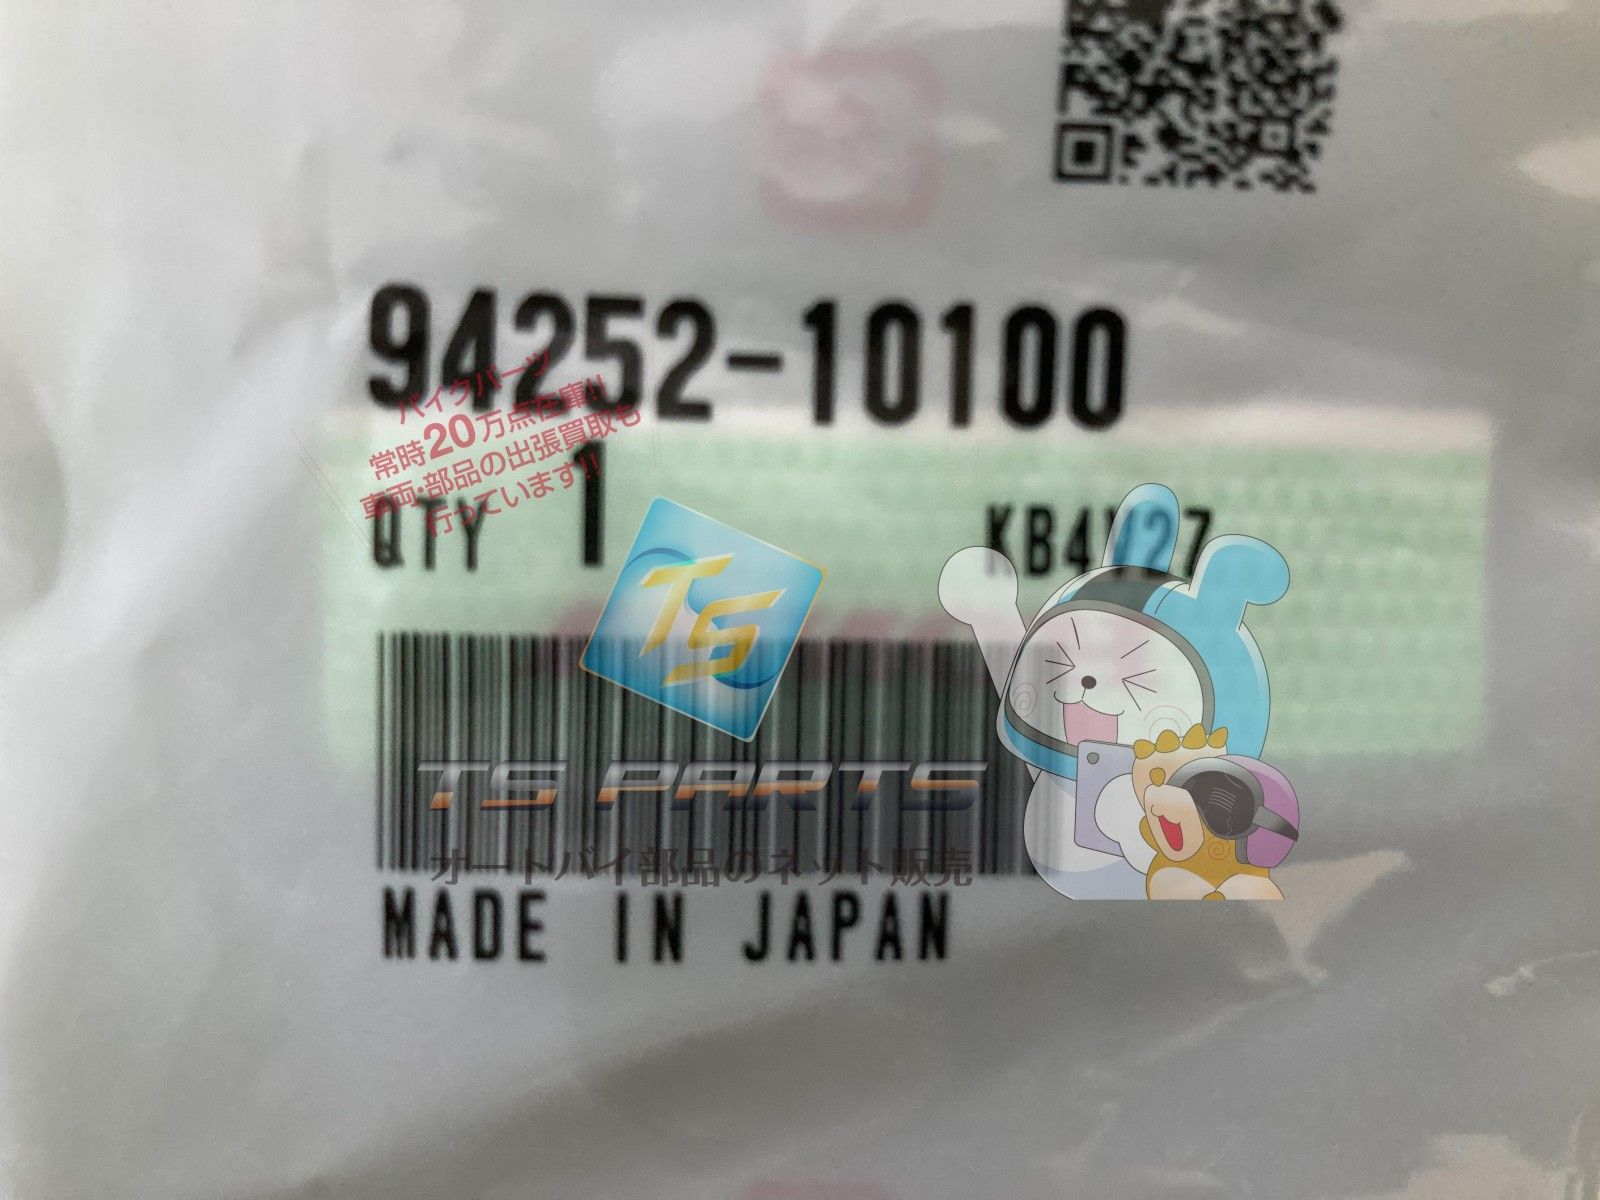 94252-10100
バイクパーツ
常時20万点在庫!!
車両・部品の出張買取も
行っています!!
QTY 1
TS
TS PARTS
オートバイ部品のネット販売
MADE IN JAPAN